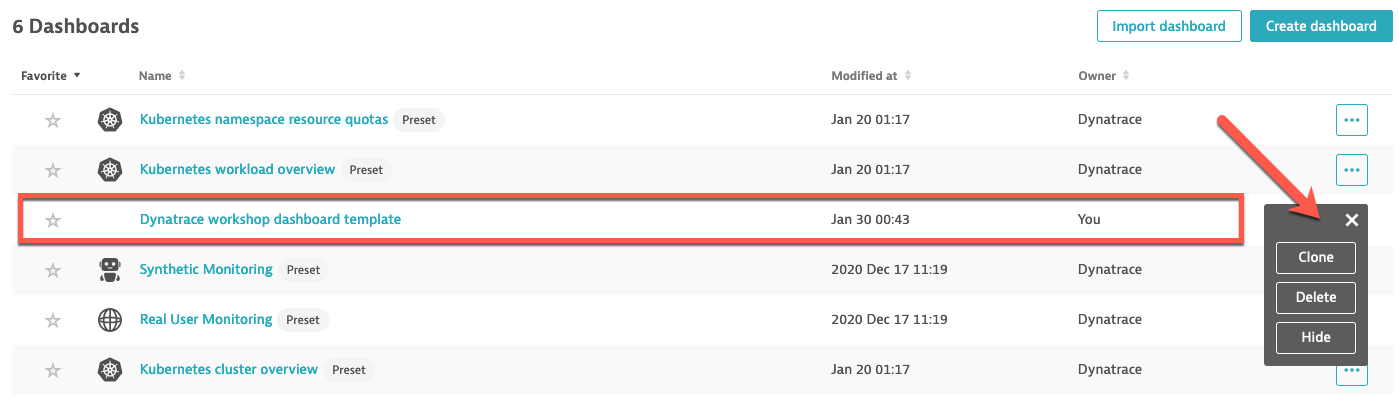 6 Dashboards
Import dashboard
Create dashboard
Favorite Name Modified at Owner
Kubernetes namespace resource quotas Preset Jan 20 01:17 Dynatrace
Kubernetes workload overview Preset Jan 20 01:17 Dynatrace
Dynatrace workshop dashboard template Jan 30 00:43 You
Clone
Synthetic Monitoring Preset 2020 Dec 17 11:19 Dynatrace
Delete
Real User Monitoring Preset 2020 Dec 17 11:19 Dynatrace
Hide
Kubernetes cluster overview Preset Jan 20 01:17 Dynatrace